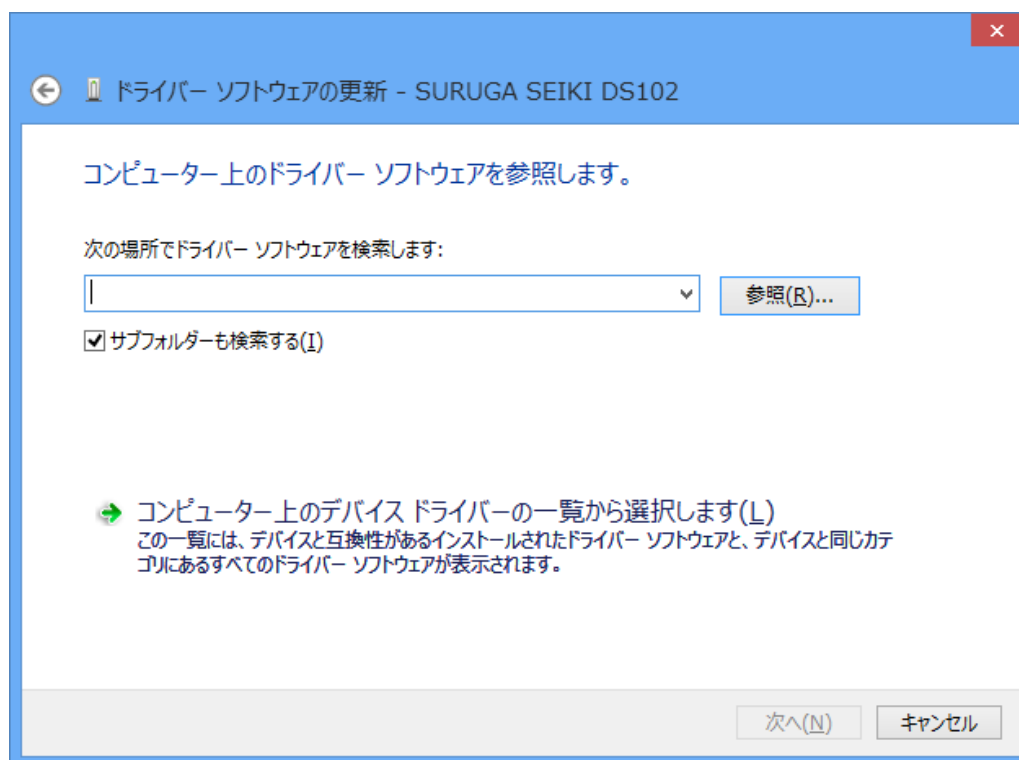 ドライバー ソフトウェアの更新 - SURUGA SEIKI DS102
コンピューター上のドライバー ソフトウェアを参照します。
次の場所でドライバー ソフトウェアを検索します:
参照(R)...
サブフォルダーも検索する(I)
コンピューター上のデバイス ドライバーの一覧から選択します(L)
この一覧には、デバイスと互換性があるインストールされたドライバー ソフトウェアと、デバイスと同じカテ
ゴリにあるすべてのドライバー ソフトウェアが表示されます。
次へ(N)
キャンセル